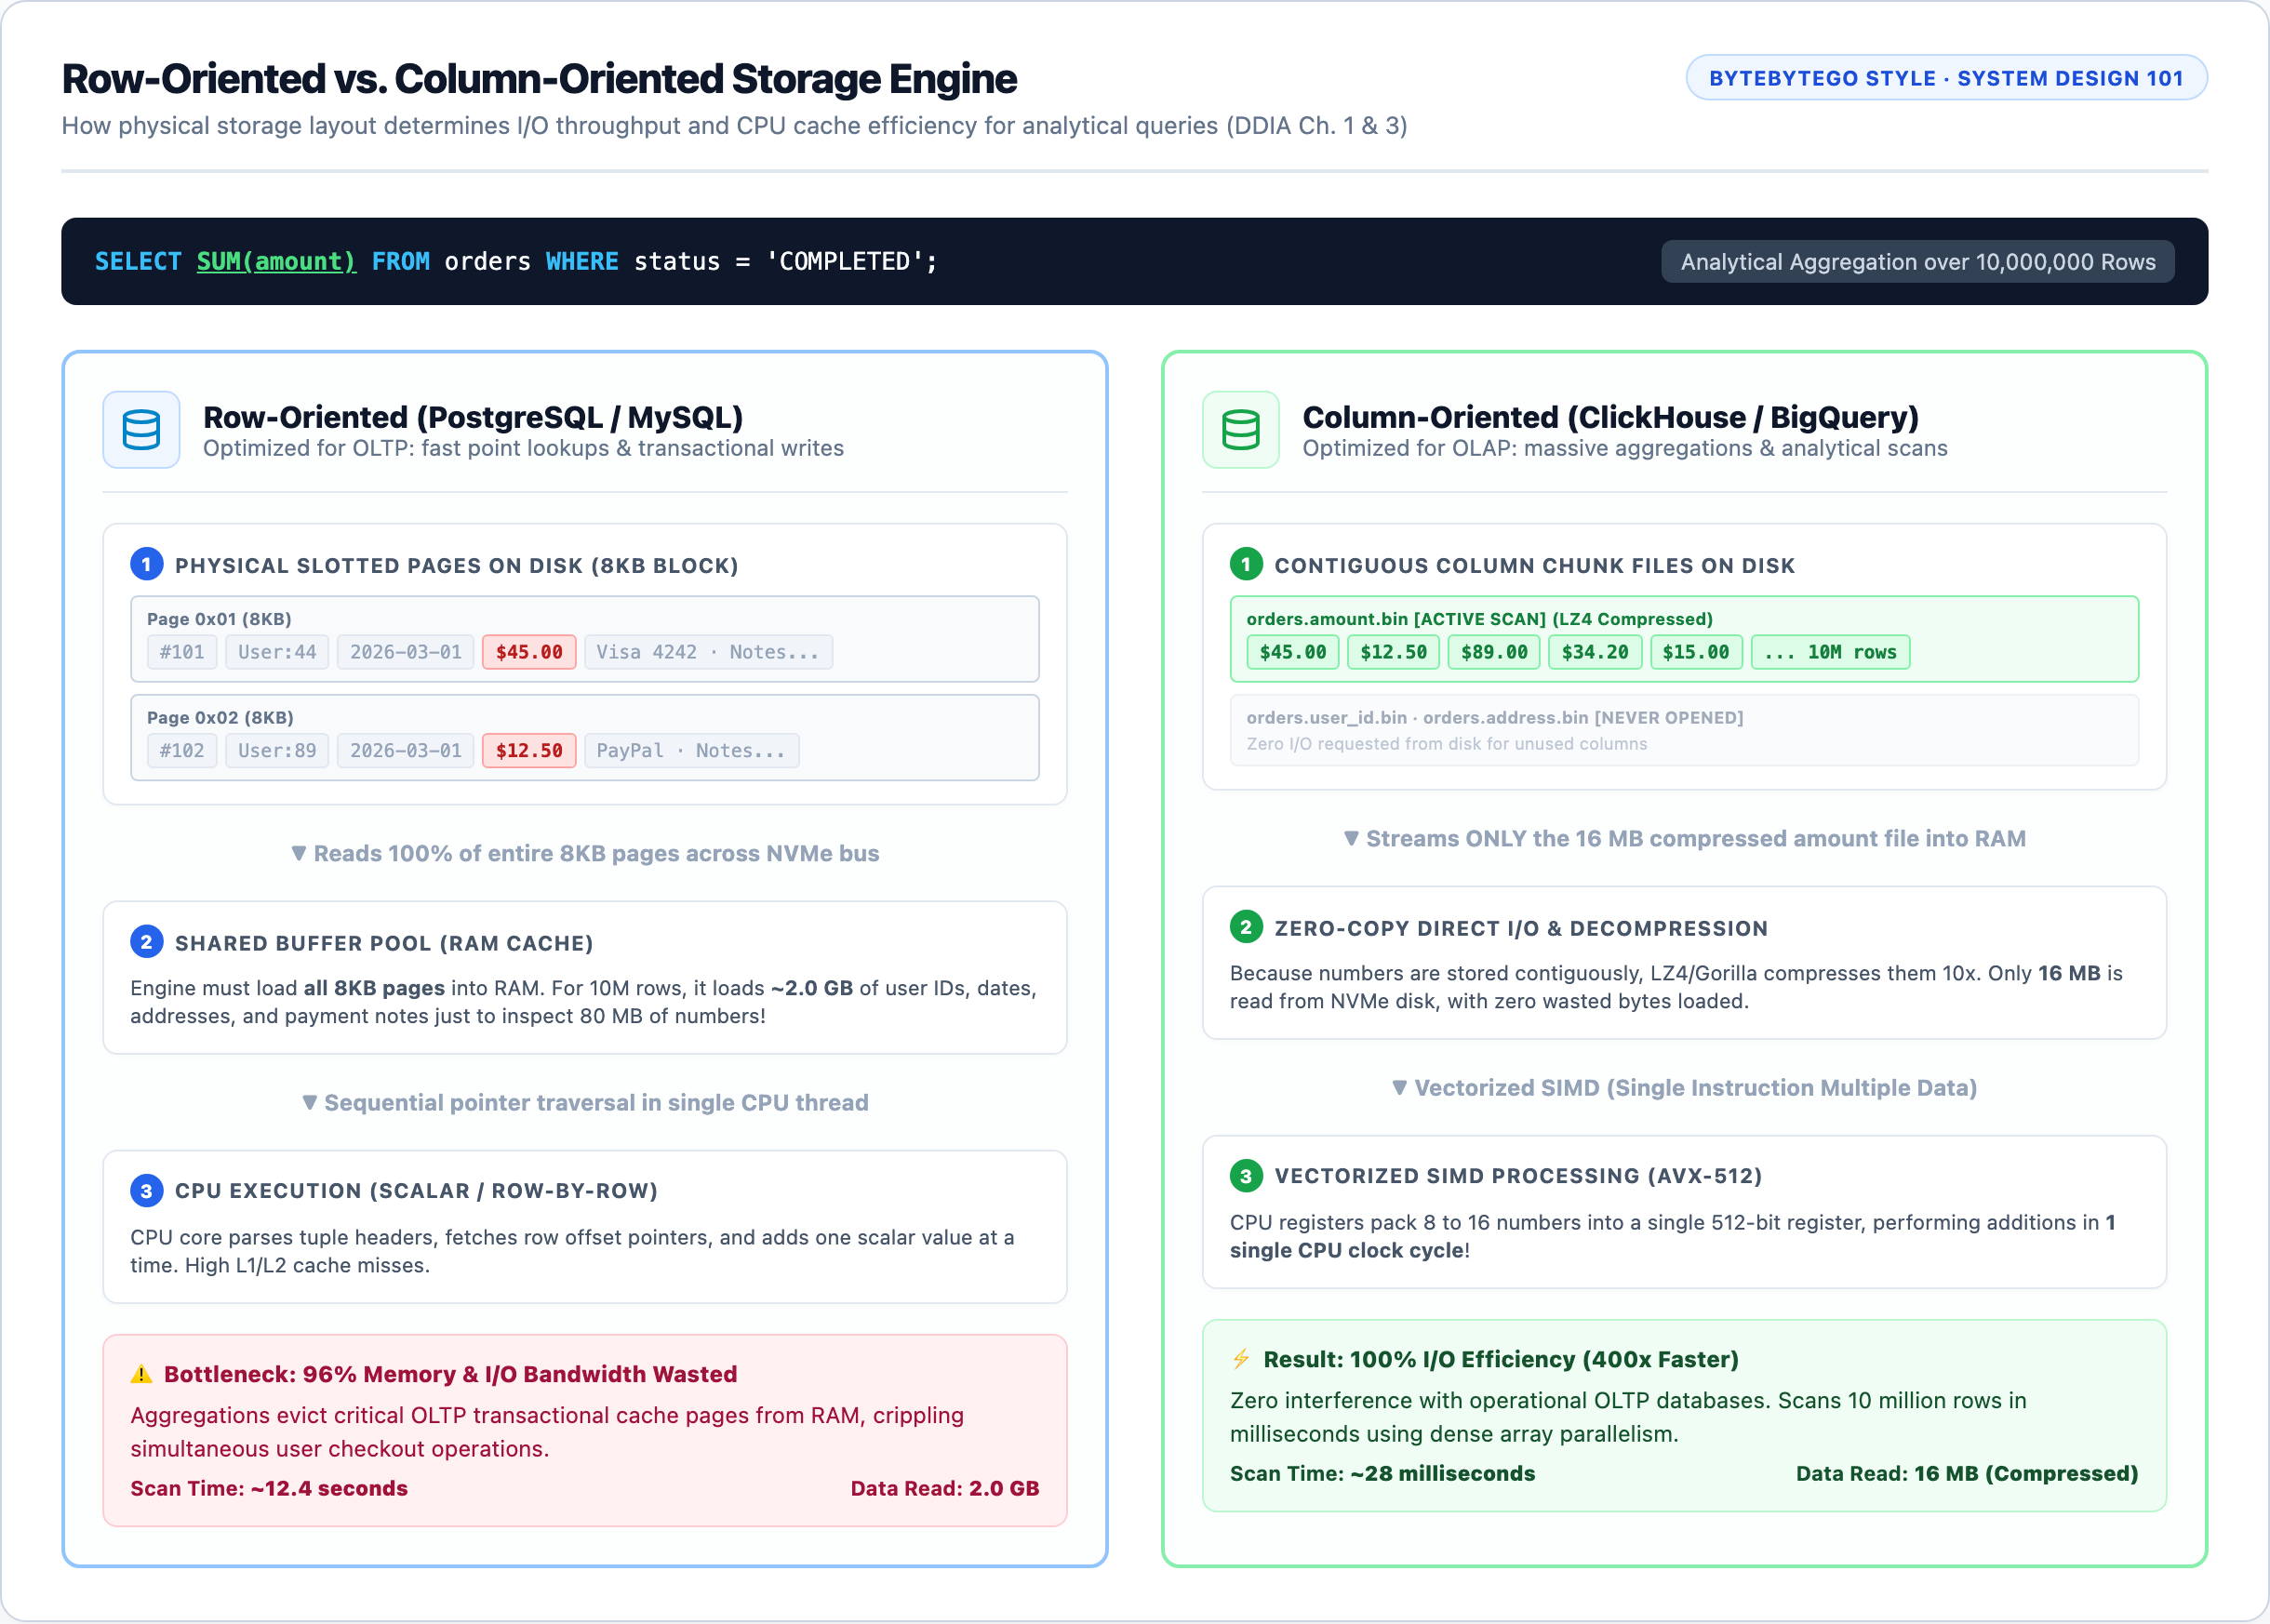 Row-Oriented vs. Column-Oriented Storage Engine
BYTEBYTEGO STYLE · SYSTEM DESIGN 101
How physical storage layout determines I/O throughput and CPU cache efficiency for analytical queries (DDIA Ch. 1 & 3)
SELECT SUM(amount) FROM orders WHERE status = 'COMPLETED';
Analytical Aggregation over 10,000,000 Rows
Row-Oriented (PostgreSQL / MySQL)
Optimized for OLTP: fast point lookups & transactional writes
1 PHYSICAL SLOTTED PAGES ON DISK (8KB BLOCK)
Page 0x01 (8KB)
#101 User:44 2026-03-01 $45.00 Visa 4242 · Notes...
Page 0x02 (8KB)
#102 User:89 2026-03-01 $12.50 PayPal · Notes...
▼ Reads 100% of entire 8KB pages across NVMe bus
2 SHARED BUFFER POOL (RAM CACHE)
Engine must load all 8KB pages into RAM. For 10M rows, it loads ~2.0 GB of user IDs, dates,
addresses, and payment notes just to inspect 80 MB of numbers!
▼ Sequential pointer traversal in single CPU thread
3 CPU EXECUTION (SCALAR / ROW-BY-ROW)
CPU core parses tuple headers, fetches row offset pointers, and adds one scalar value at a
time. High L1/L2 cache misses.
⚠️ Bottleneck: 96% Memory & I/O Bandwidth Wasted
Aggregations evict critical OLTP transactional cache pages from RAM, crippling
simultaneous user checkout operations.
Scan Time: ~12.4 seconds
Data Read: 2.0 GB
Column-Oriented (ClickHouse / BigQuery)
Optimized for OLAP: massive aggregations & analytical scans
1 CONTIGUOUS COLUMN CHUNK FILES ON DISK
orders.amount.bin [ACTIVE SCAN] (LZ4 Compressed)
$45.00 $12.50 $89.00 $34.20 $15.00 ... 10M rows
orders.user_id.bin · orders.address.bin [NEVER OPENED]
Zero I/O requested from disk for unused columns
▼ Streams ONLY the 16 MB compressed amount file into RAM
2 ZERO-COPY DIRECT I/O & DECOMPRESSION
Because numbers are stored contiguously, LZ4/Gorilla compresses them 10x. Only 16 MB is
read from NVMe disk, with zero wasted bytes loaded.
▼ Vectorized SIMD (Single Instruction Multiple Data)
3 VECTORIZED SIMD PROCESSING (AVX-512)
CPU registers pack 8 to 16 numbers into a single 512-bit register, performing additions in 1
single CPU clock cycle!
⚡ Result: 100% I/O Efficiency (400x Faster)
Zero interference with operational OLTP databases. Scans 10 million rows in
milliseconds using dense array parallelism.
Scan Time: ~28 milliseconds
Data Read: 16 MB (Compressed)